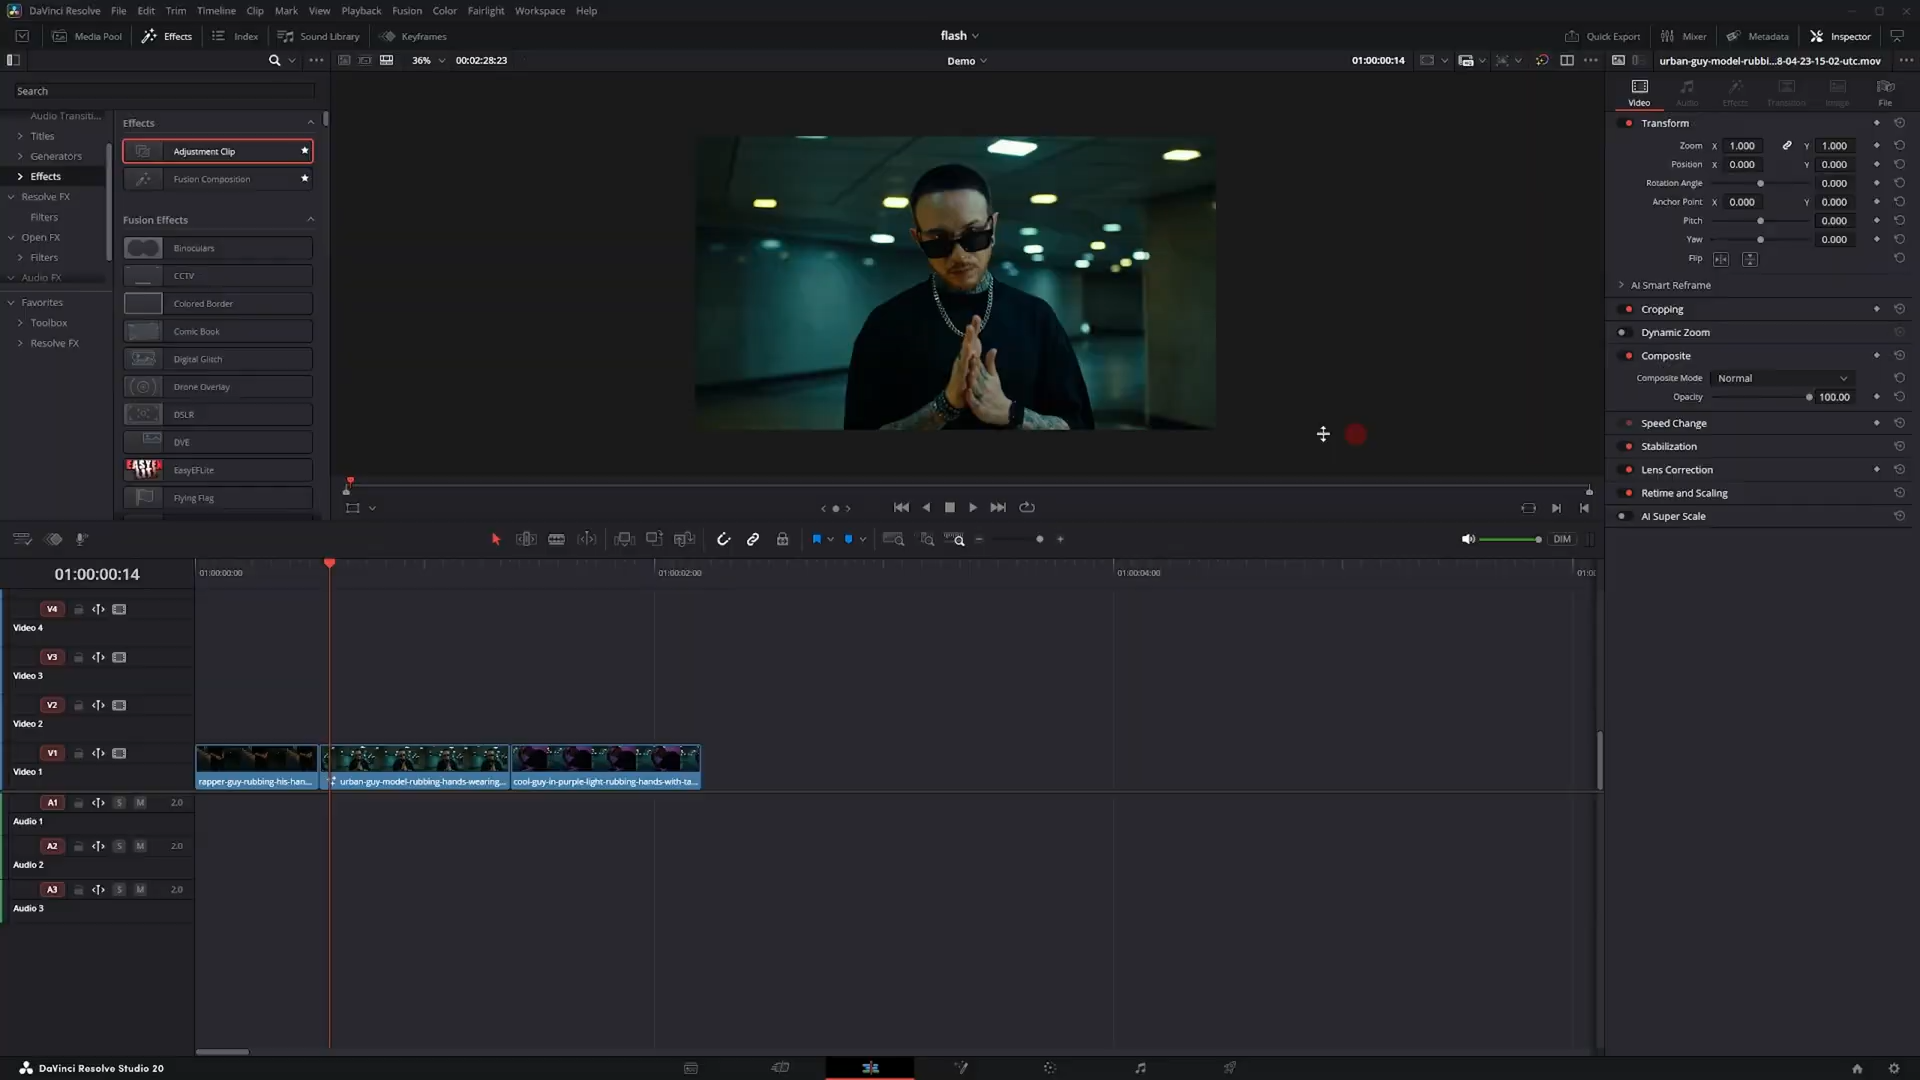 DaVinci Resolve File Edit Trim Timeline Clip Mark View Playback Fusion Color Fairlight Workspace Help
Media Pool Effects Index Sound Library Keyframes flash Quick Export Mixer Metadata Inspector
36% 00:02:28:23 Demo 01:00:00:14 urban-guy-model-rubbi...8-04-23-15-02-utc.mov
Search
Audio Transiti...
Titles
Generators
Effects
Resolve FX
Filters
Open FX
Filters
Audio FX
Favorites
Toolbox
Resolve FX
Effects
Adjustment Clip
Fusion Composition
Fusion Effects
Binoculars
CCTV
Colored Border
Comic Book
Digital Glitch
Drone Overlay
DSLR
DVE
EasyEFLite
Flying Flag
Video Audio Effects Transition Image File
Transform
Zoom X 1.000 Y 1.000
Position X 0.000 Y 0.000
Rotation Angle 0.000
Anchor Point X 0.000 Y 0.000
Pitch 0.000
Yaw 0.000
Flip
AI Smart Reframe
Cropping
Dynamic Zoom
Composite
Composite Mode Normal
Opacity 100.00
Speed Change
Stabilization
Lens Correction
Retime and Scaling
AI Super Scale
DIM
01:00:00:14 01:00:00:00 01:00:02:00 01:00:04:00
V4
Video 4
V3
Video 3
V2
Video 2
V1
Video 1
rapper-guy-rubbing-his-han... urban-guy-model-rubbing-hands-wearing... cool-guy-in-purple-light-rubbing-hands-with-ta...
A1 S M 2.0
Audio 1
A2 S M 2.0
Audio 2
A3 S M 2.0
Audio 3
DaVinci Resolve Studio 20